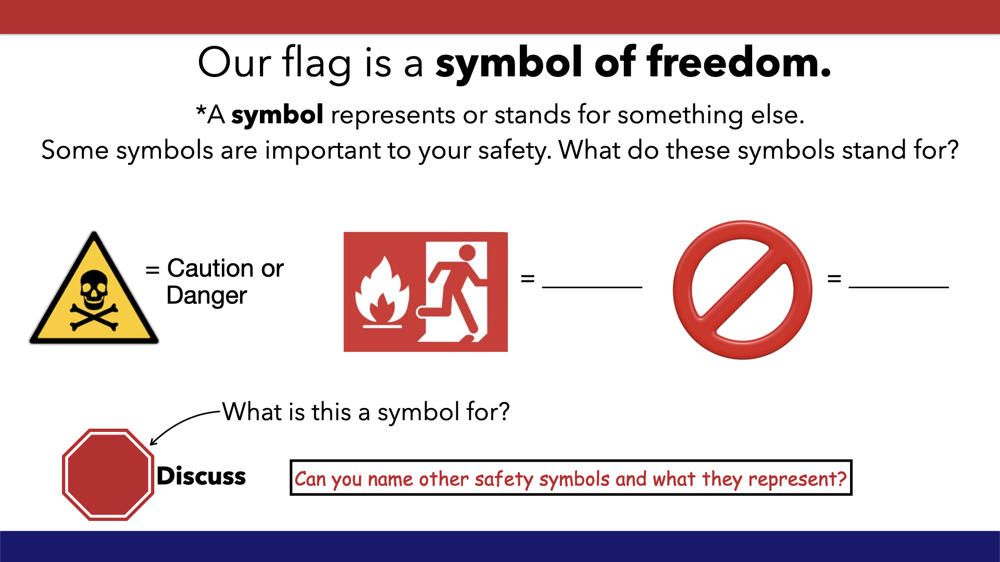 Our flag is a symbol of freedom.
*A symbol represents or stands for something else.
Some symbols are important to your safety. What do these symbols stand for?
= Caution or
Danger
= ________
= ________
What is this a symbol for?
Discuss
Can you name other safety symbols and what they represent?